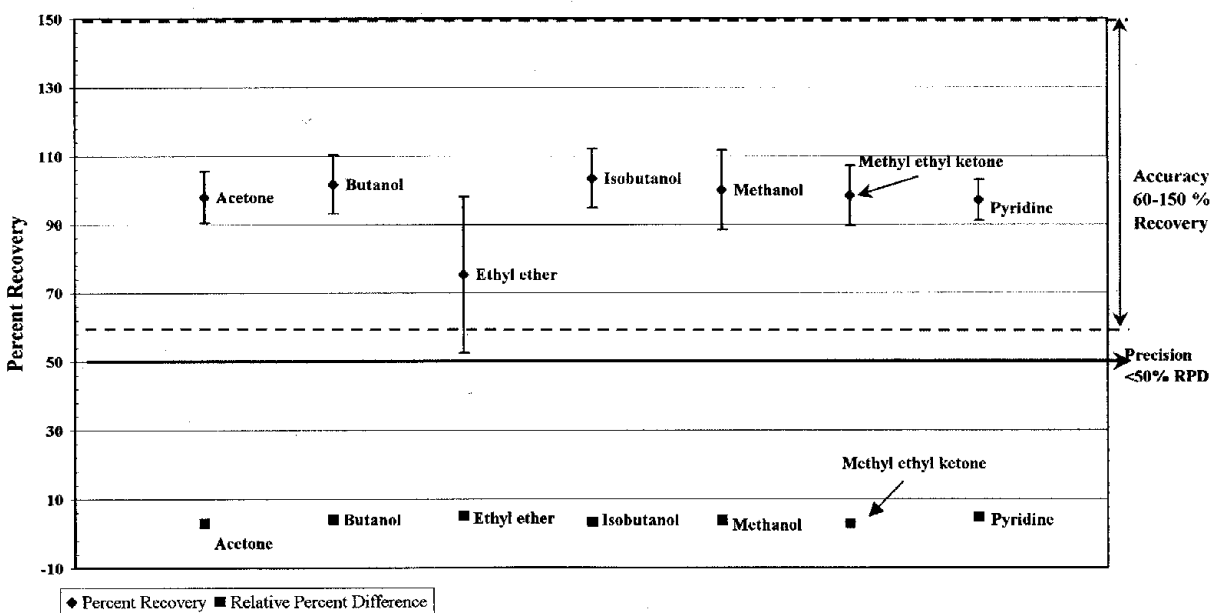 150
130
110
90
70
50
30
10
-10
Percent Recovery
Acetone
Butanol
Ethyl ether
Isobutanol
Methanol
Methyl ethyl ketone
Pyridine
Accuracy
60-150 %
Recovery
Precision
<50% RPD
Acetone
Butanol
Ethyl ether
Isobutanol
Methanol
Methyl ethyl ketone
Pyridine
Percent Recovery Relative Percent Difference